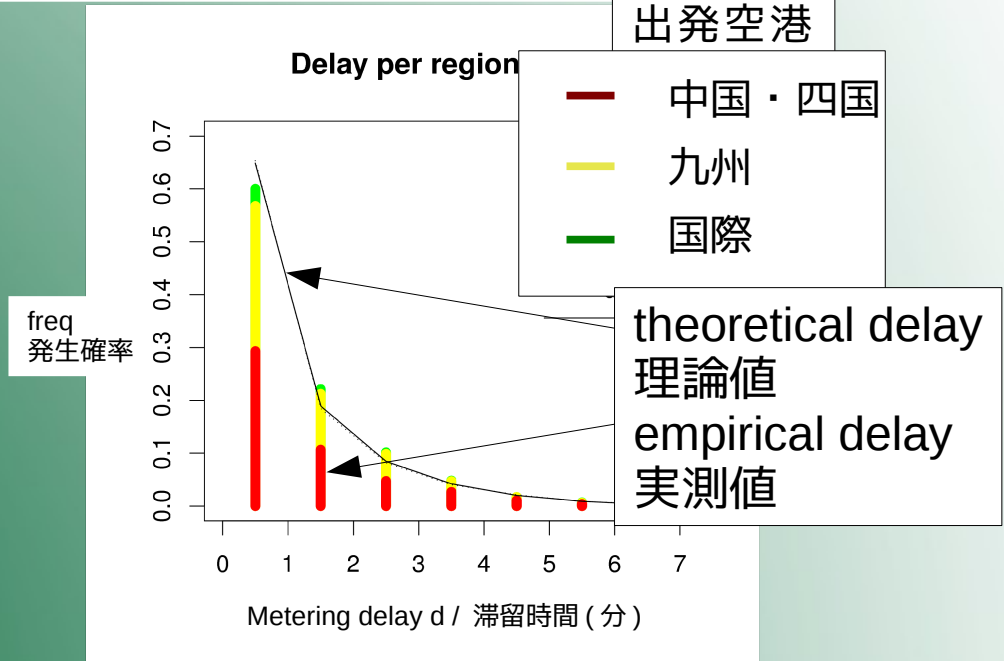 出発空港
Delay per region
中国・四国
九州
国際
theoretical delay
理論値
empirical delay
実測値
freq
発生確率
0.7
0.6
0.5
0.4
0.3
0.2
0.1
0.0
0 1 2 3 4 5 6 7
Metering delay d / 滞留時間 ( 分 )